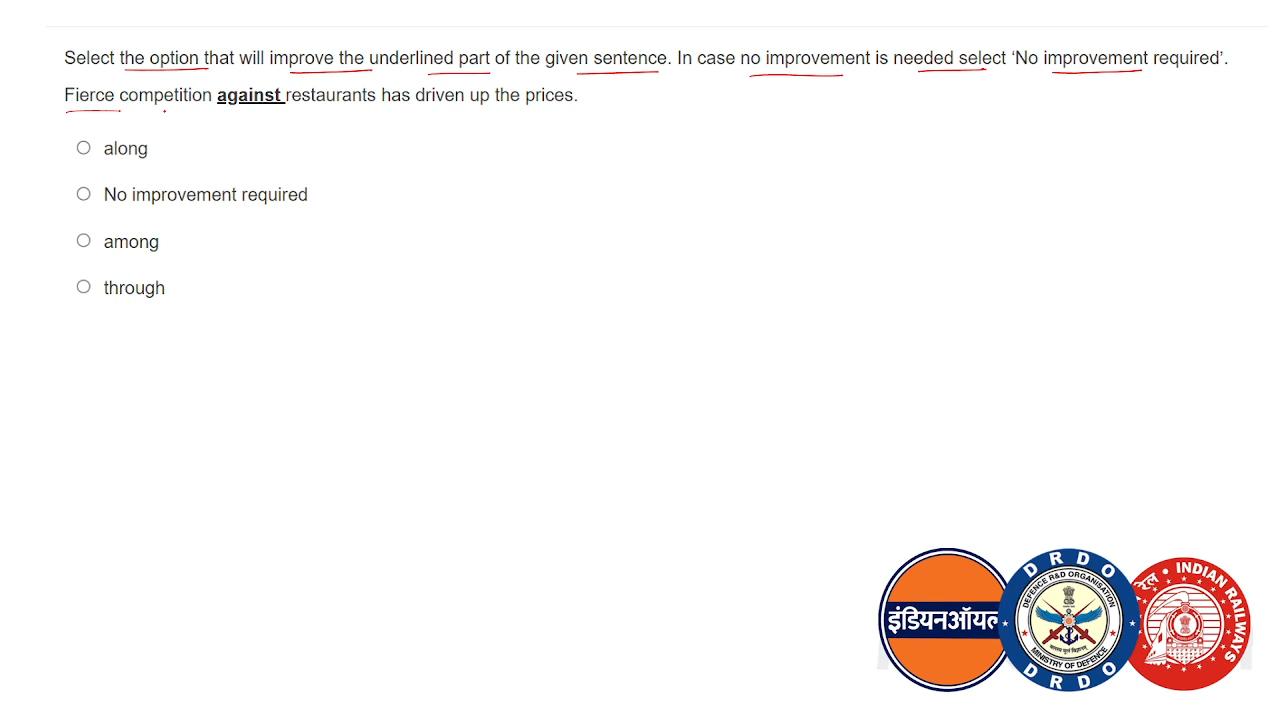 Select the option that will improve the underlined part of the given sentence. In case no improvement is needed select ‘No improvement required’.
Fierce competition against restaurants has driven up the prices.
along
No improvement required
among
through
इंडियनऑयल
D R D O
DEFENCE R&D ORGANISATION
MINISTRY OF DEFENCE
D R D O
रेल • INDIAN RAILWAYS